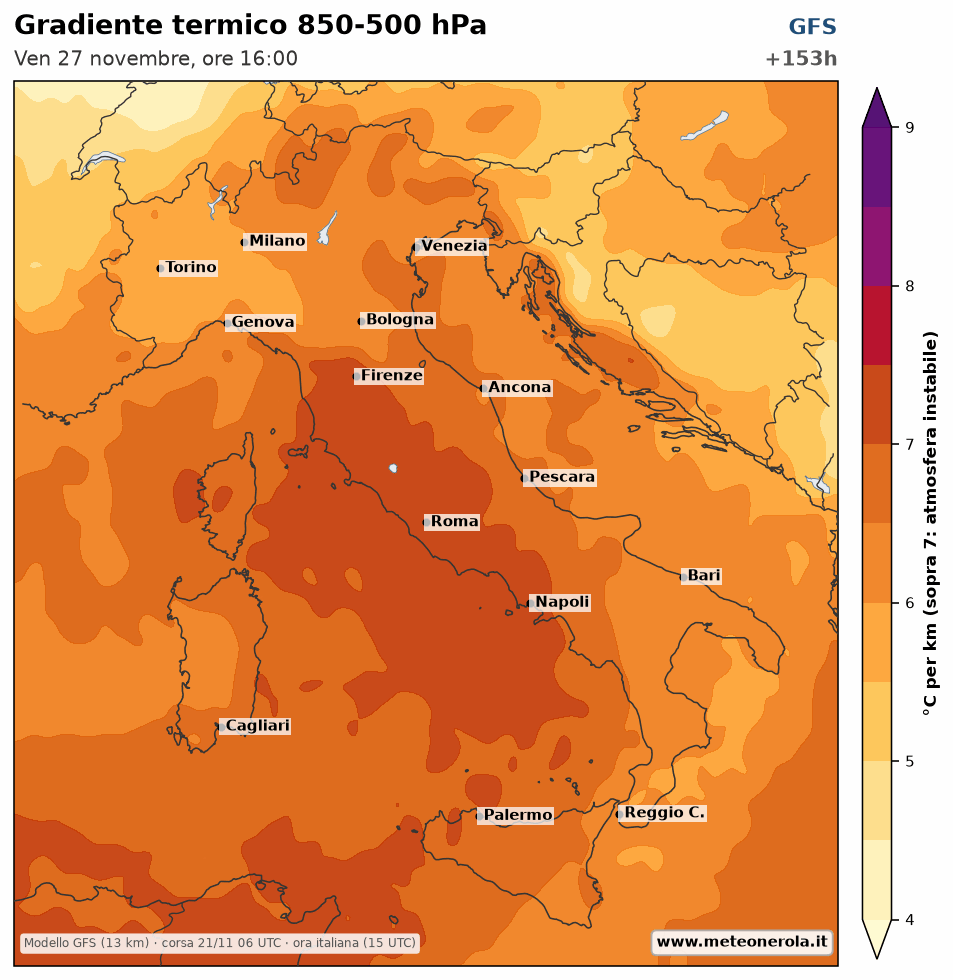 Gradiente termico 850-500 hPa
GFS
Ven 27 novembre, ore 16:00
+153h
Milano
Venezia
Torino
Genova
Bologna
Firenze
Ancona
Pescara
Roma
Bari
Napoli
Cagliari
Palermo
Reggio C.
9
8
7
6
5
4
°C per km (sopra 7: atmosfera instabile)
Modello GFS (13 km) · corsa 21/11 06 UTC · ora italiana (15 UTC)
www.meteonerola.it